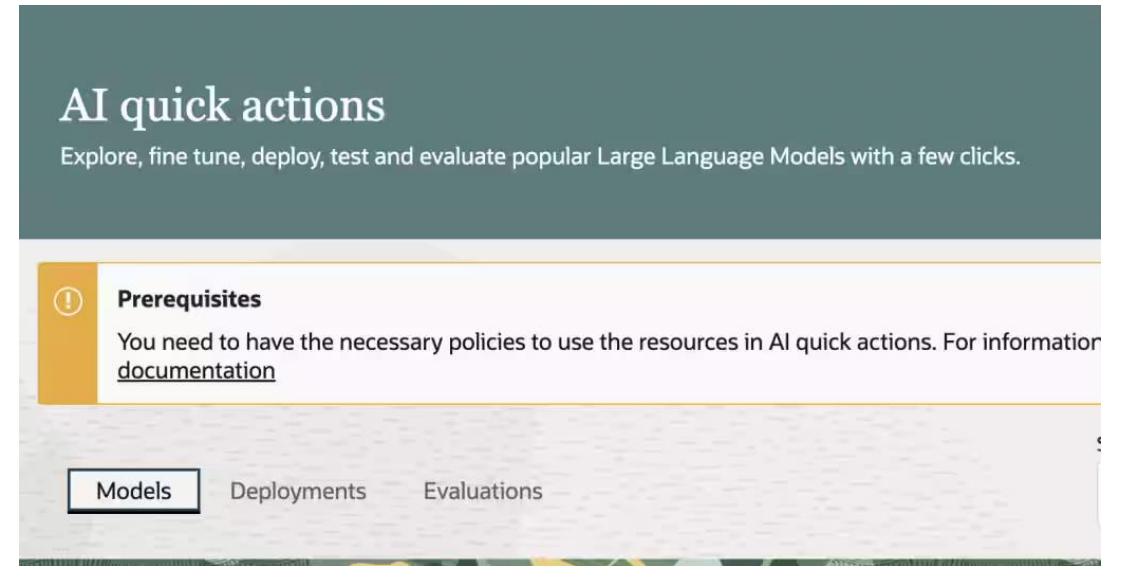 AI quick actions
Explore, fine tune, deploy, test and evaluate popular Large Language Models with a few clicks.
Prerequisites
You need to have the necessary policies to use the resources in AI quick actions. For information
documentation
Models Deployments Evaluations